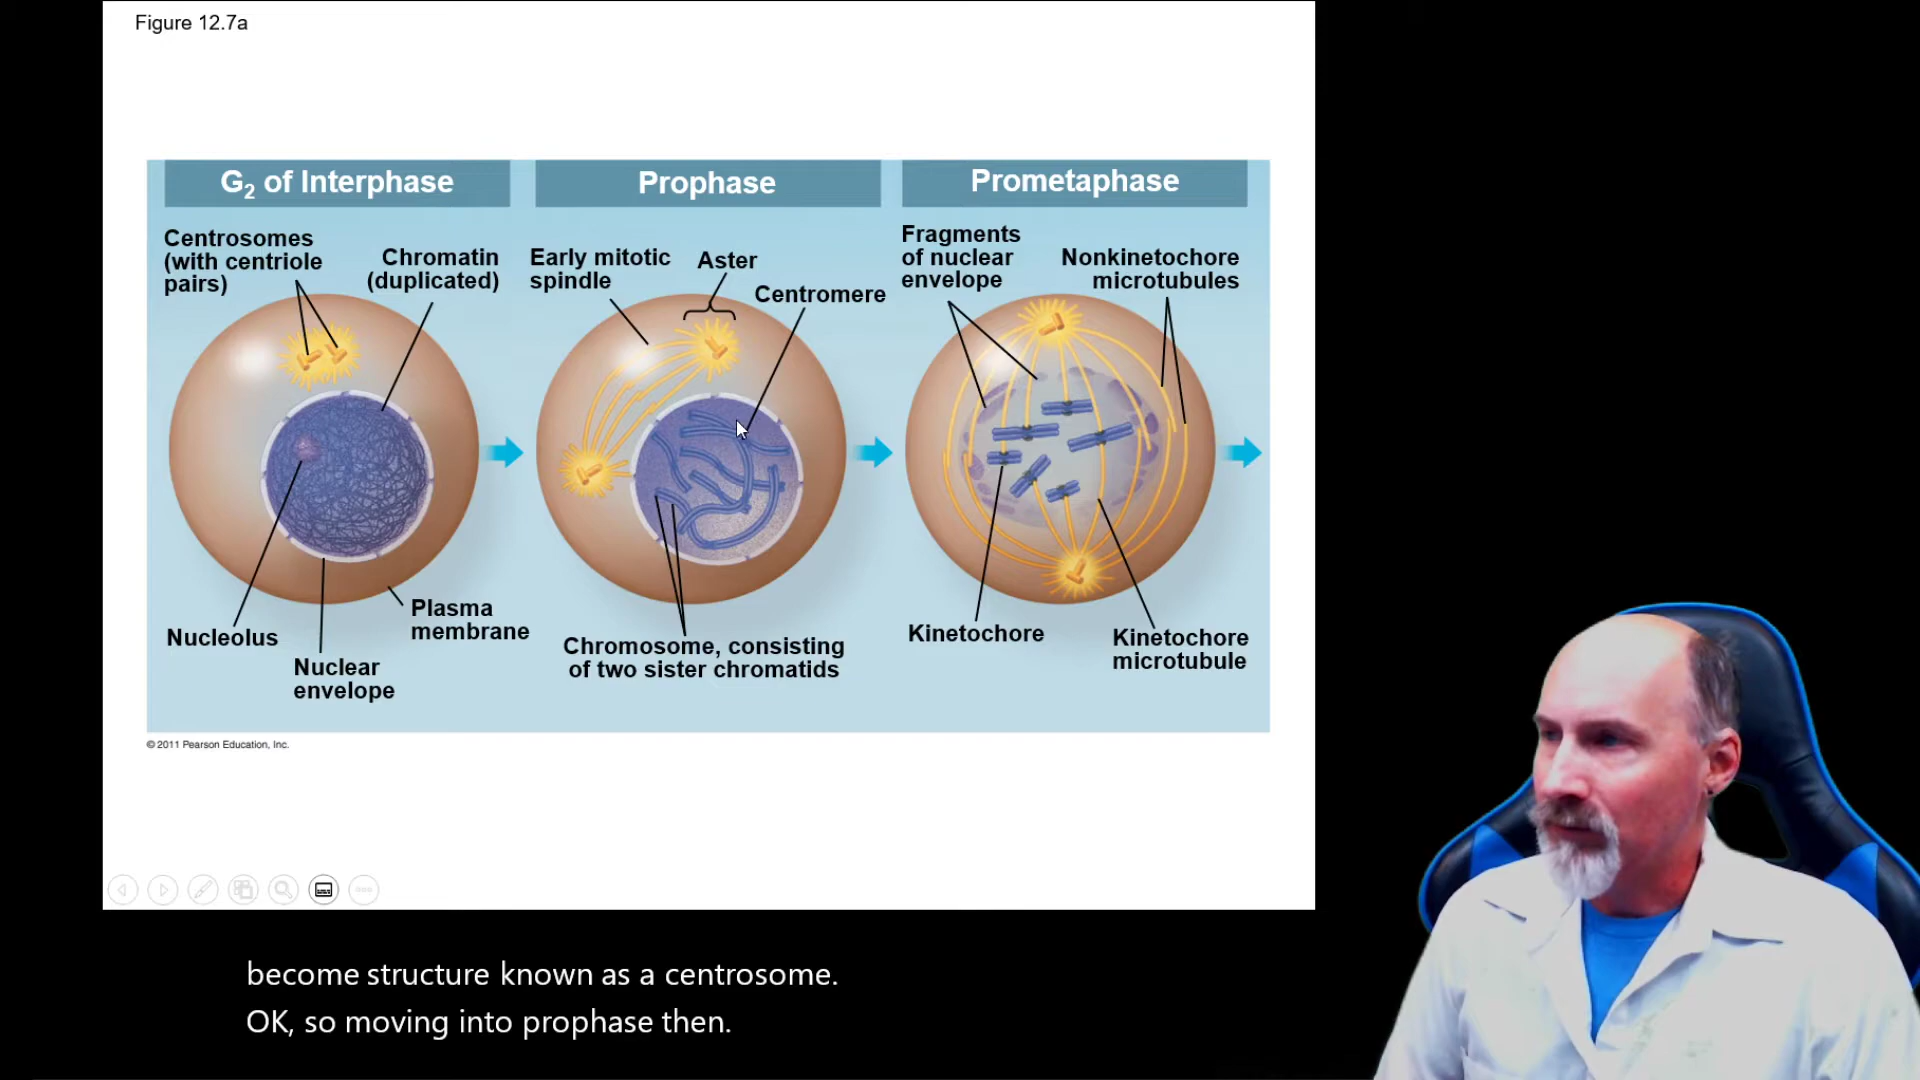 Figure 12.7a
G₂ of Interphase
Centrosomes
(with centriole
pairs)
Chromatin
(duplicated)
Nucleolus
Nuclear
envelope
Plasma
membrane
Prophase
Early mitotic
spindle
Aster
Centromere
Chromosome, consisting
of two sister chromatids
Prometaphase
Fragments
of nuclear
envelope
Nonkinetochore
microtubules
Kinetochore
Kinetochore
microtubule
© 2011 Pearson Education, Inc.
become structure known as a centrosome.
OK, so moving into prophase then.